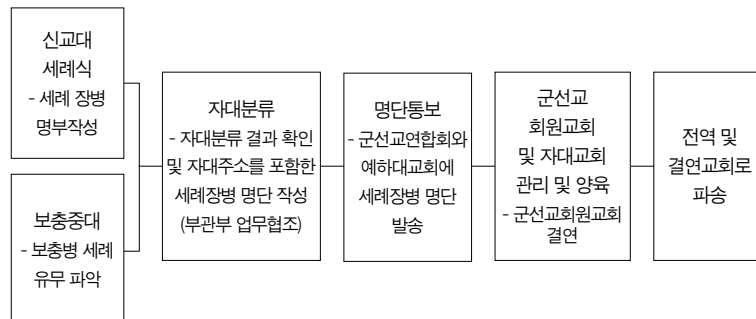 신교대
세례식
- 세례 장병
명부작성
보충중대
- 보충병 세례
유무 파악
자대분류
- 자대분류 결과 확인
및 자대주소를 포함한
세례장병 명단 작성
(부관부 업무협조)
명단통보
- 군선교연합회와
예하대교회에
세례장병 명단
발송
군선교
회원교회
및 자대교회
관리 및 양육
- 군선교회원교회
결연
전역 및
결연교회로
파송